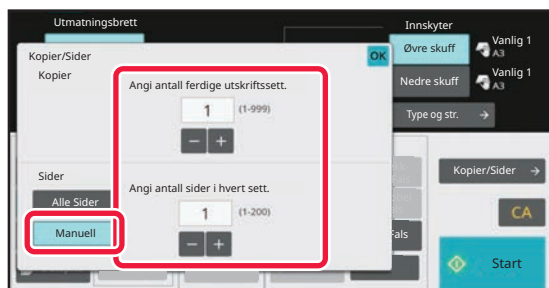 Utmatningsbrett
Innskyter
Kopier/Sider
OK
Øvre skuff
Vanlig 1
A3
Kopier
Angi antall ferdige utskriftssett.
Nedre skuff
Vanlig 1
A3
1 (1-999)
Type og str.
Sider
Angi antall sider i hvert sett.
Kopier/Sider
Alle Sider
1 (1-200)
CA
Manuell
Fals
Start